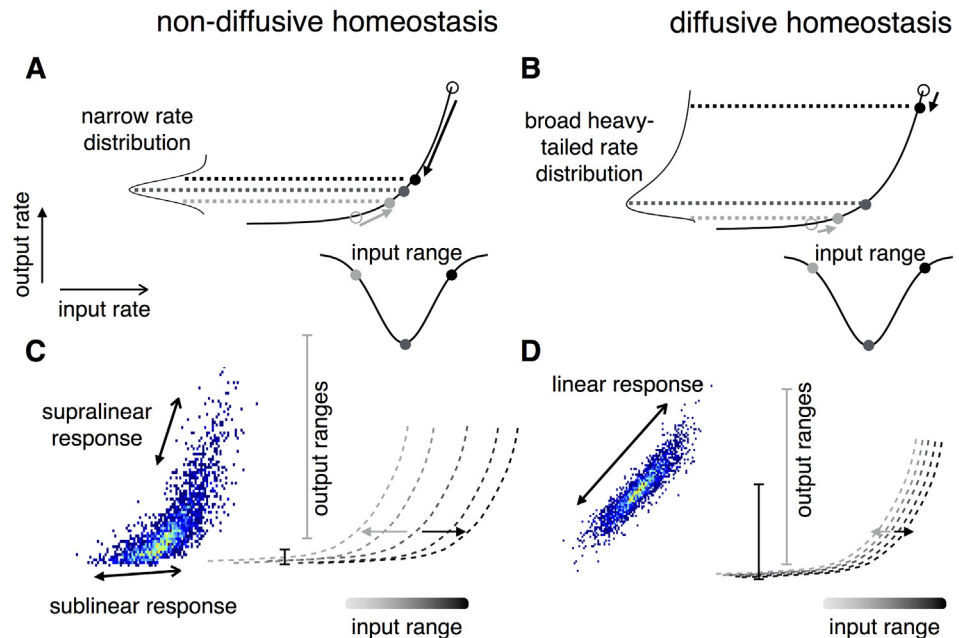 non-diffusive homeostasis
diffusive homeostasis
A
narrow rate
distribution
output rate
input rate
input range
B
broad heavy-
tailed rate
distribution
input range
C
supralinear
response
sublinear response
output ranges
input range
D
linear response
output ranges
input range